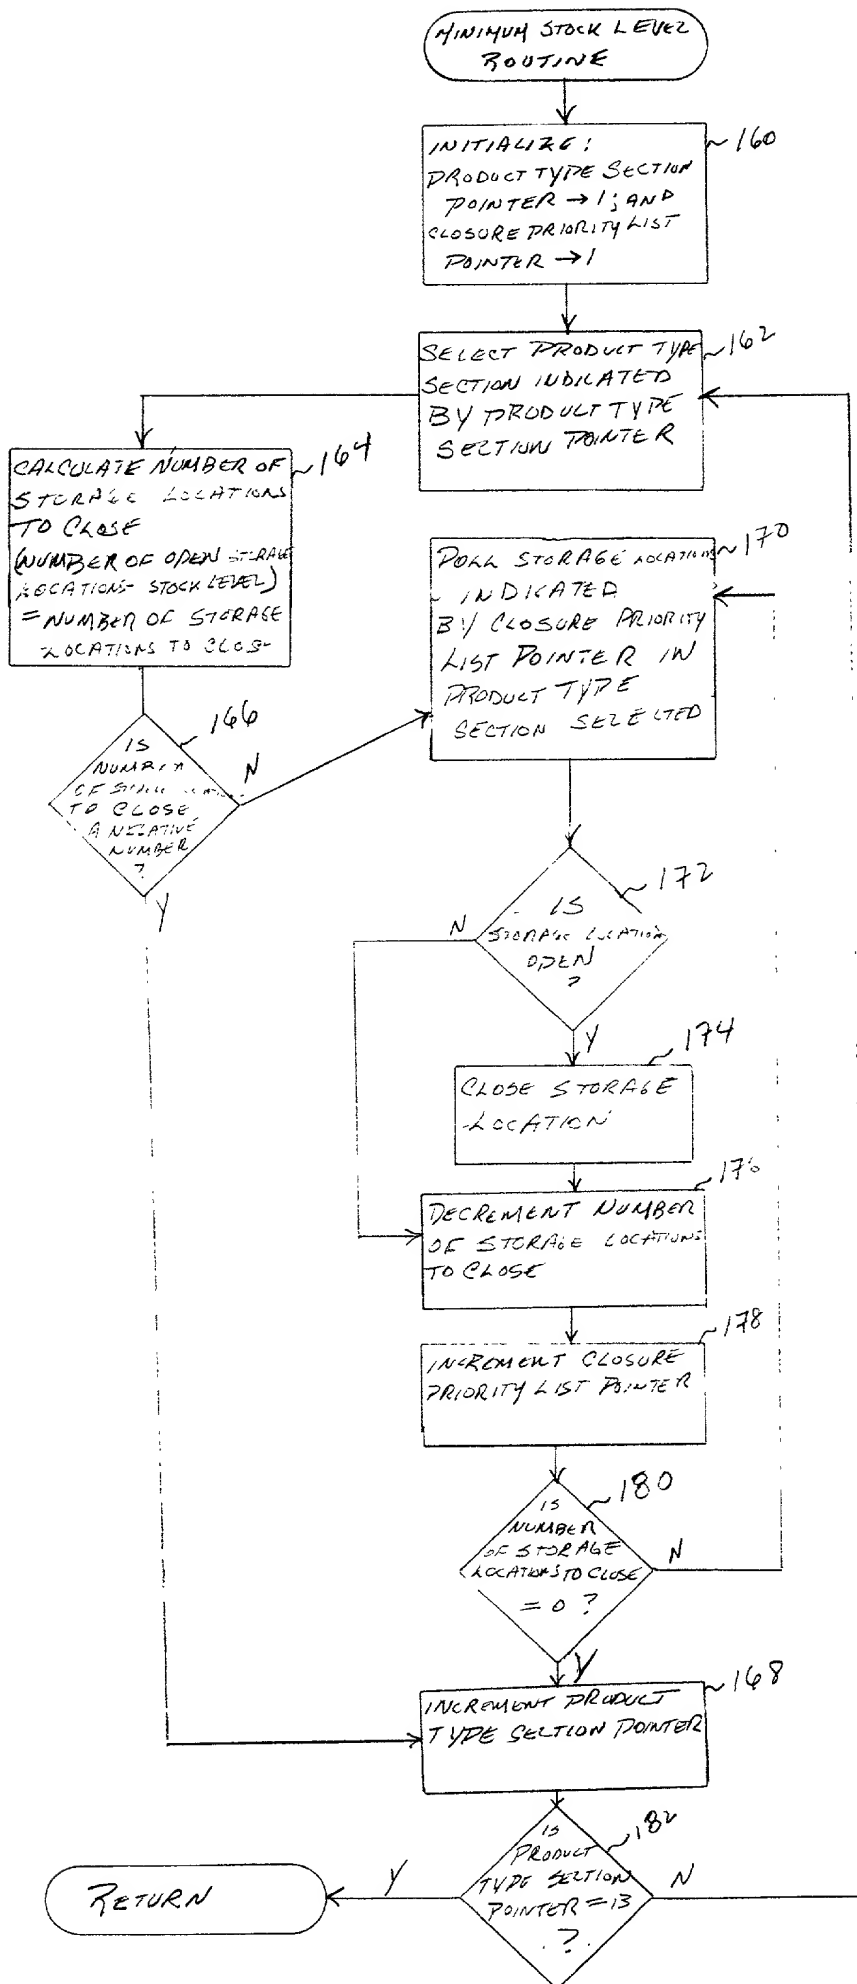 MINIMUM STOCK LEVEL
ROUTINE
INITIALIZE:
PRODUCT TYPE SECTION
POINTER → 1; AND
CLOSURE PRIORITY LIST
POINTER → 1
160
SELECT PRODUCT TYPE
SECTION INDICATED
BY PRODUCT TYPE
SECTION POINTER
162
CALCULATE NUMBER OF
STORAGE LOCATIONS
TO CLOSE
(NUMBER OF OPEN STORAGE
LOCATIONS - STOCK LEVEL)
= NUMBER OF STORAGE
LOCATIONS TO CLOS
164
IS
NUMBER
OF
TO CLOSE
A NEGATIVE
NUMBER
?
166
N
Y
POLL STORAGE LOCATIONS
INDICATED
BY CLOSURE PRIORITY
LIST POINTER IN
PRODUCT TYPE
SECTION SELECTED
170
IS
STORAGE LOCATION
OPEN
?
172
N
Y
CLOSE STORAGE
LOCATION
174
DECREMENT NUMBER
OF STORAGE LOCATIONS
TO CLOSE
176
INCREMENT CLOSURE
PRIORITY LIST POINTER
178
IS
NUMBER
OF STORAGE
LOCATIONS TO CLOSE
= 0 ?
180
N
Y
INCREMENT PRODUCT
TYPE SECTION POINTER
168
IS
PRODUCT
TYPE SECTION
POINTER = 13
?
182
N
Y
RETURN